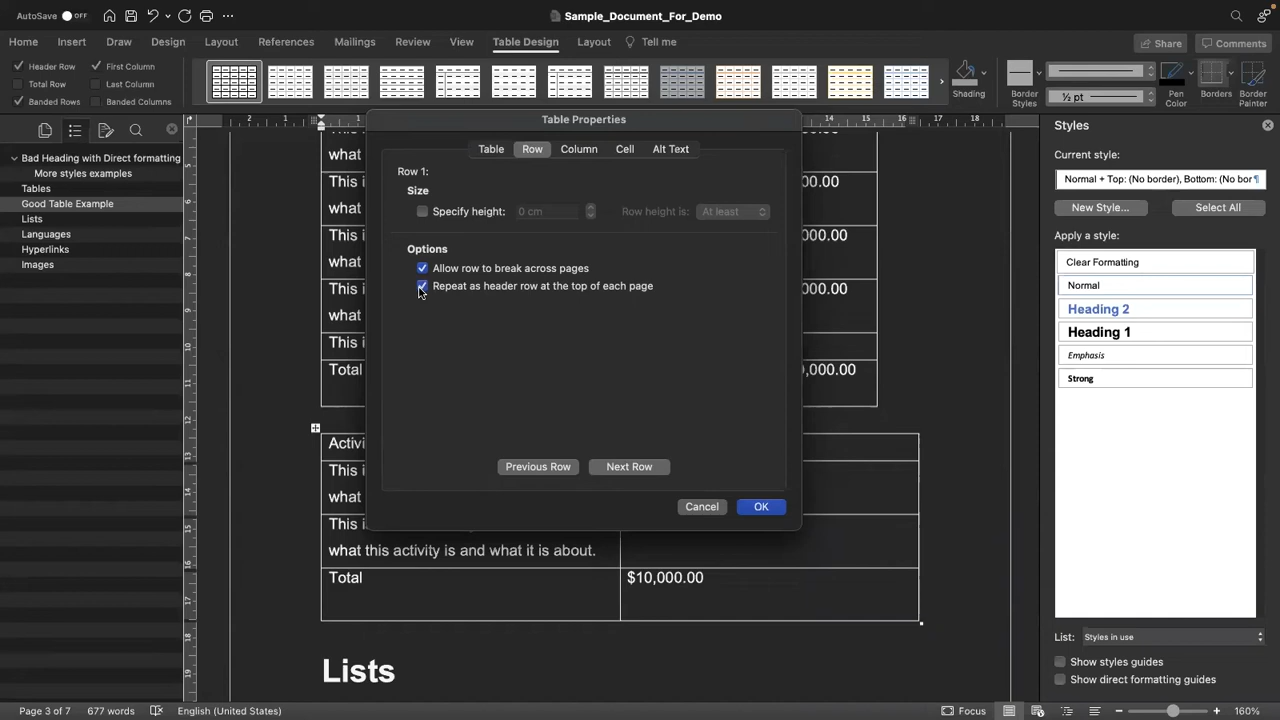 AutoSave OFF Sample_Document_For_Demo
Home Insert Draw Design Layout References Mailings Review View Table Design Layout Tell me Share Comments
Header Row First Column
Total Row Last Column
Banded Rows Banded Columns
Shading
Border Styles
½ pt
Pen Color
Borders
Border Painter
2 1 1 15 16 17 18
Bad Heading with Direct formatting
More styles examples
Tables
Good Table Example
Lists
Languages
Hyperlinks
Images
Table Properties
Table Row Column Cell Alt Text
Row 1:
Size
Specify height: 0 cm Row height is: At least
Options
Allow row to break across pages
Repeat as header row at the top of each page
Previous Row Next Row
Cancel OK
what
This i 00.00
what
This i 00.00
what
This i 00.00
what
This i
Total 0,000.00
Activi
This i
what
This i
what this activity is and what it is about.
Total $10,000.00
Lists
Styles
Current style:
Normal + Top: (No border), Bottom: (No bor ¶
New Style... Select All
Apply a style:
Clear Formatting
Normal
Heading 2
Heading 1
Emphasis
Strong
List: Styles in use
Show styles guides
Show direct formatting guides
Page 3 of 7 677 words English (United States) Focus 160%